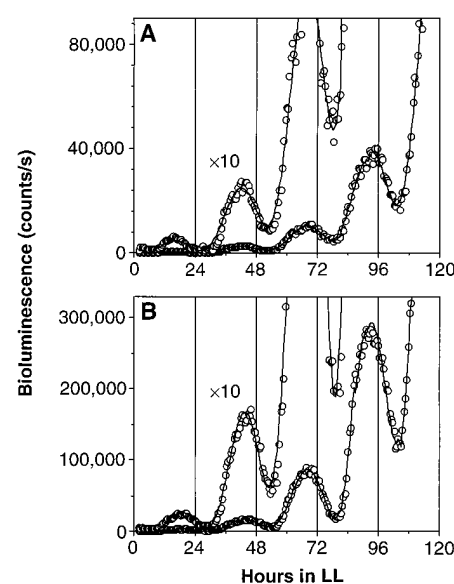 A
80,000
×10
40,000
0
0 24 48 72 96 120
Bioluminescence (counts/s)
B
300,000
×10
200,000
100,000
0
0 24 48 72 96 120
Hours in LL